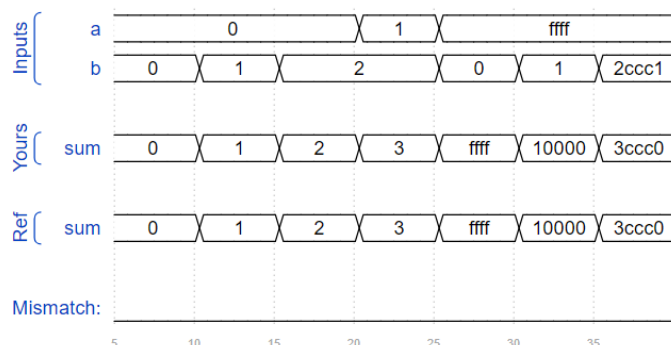 Inputs
a 0 1 ffff
b 0 1 2 0 1 2ccc1
Yours
sum 0 1 2 3 ffff 10000 3ccc0
Ref
sum 0 1 2 3 ffff 10000 3ccc0
Mismatch:
5 10 15 20 25 30 35